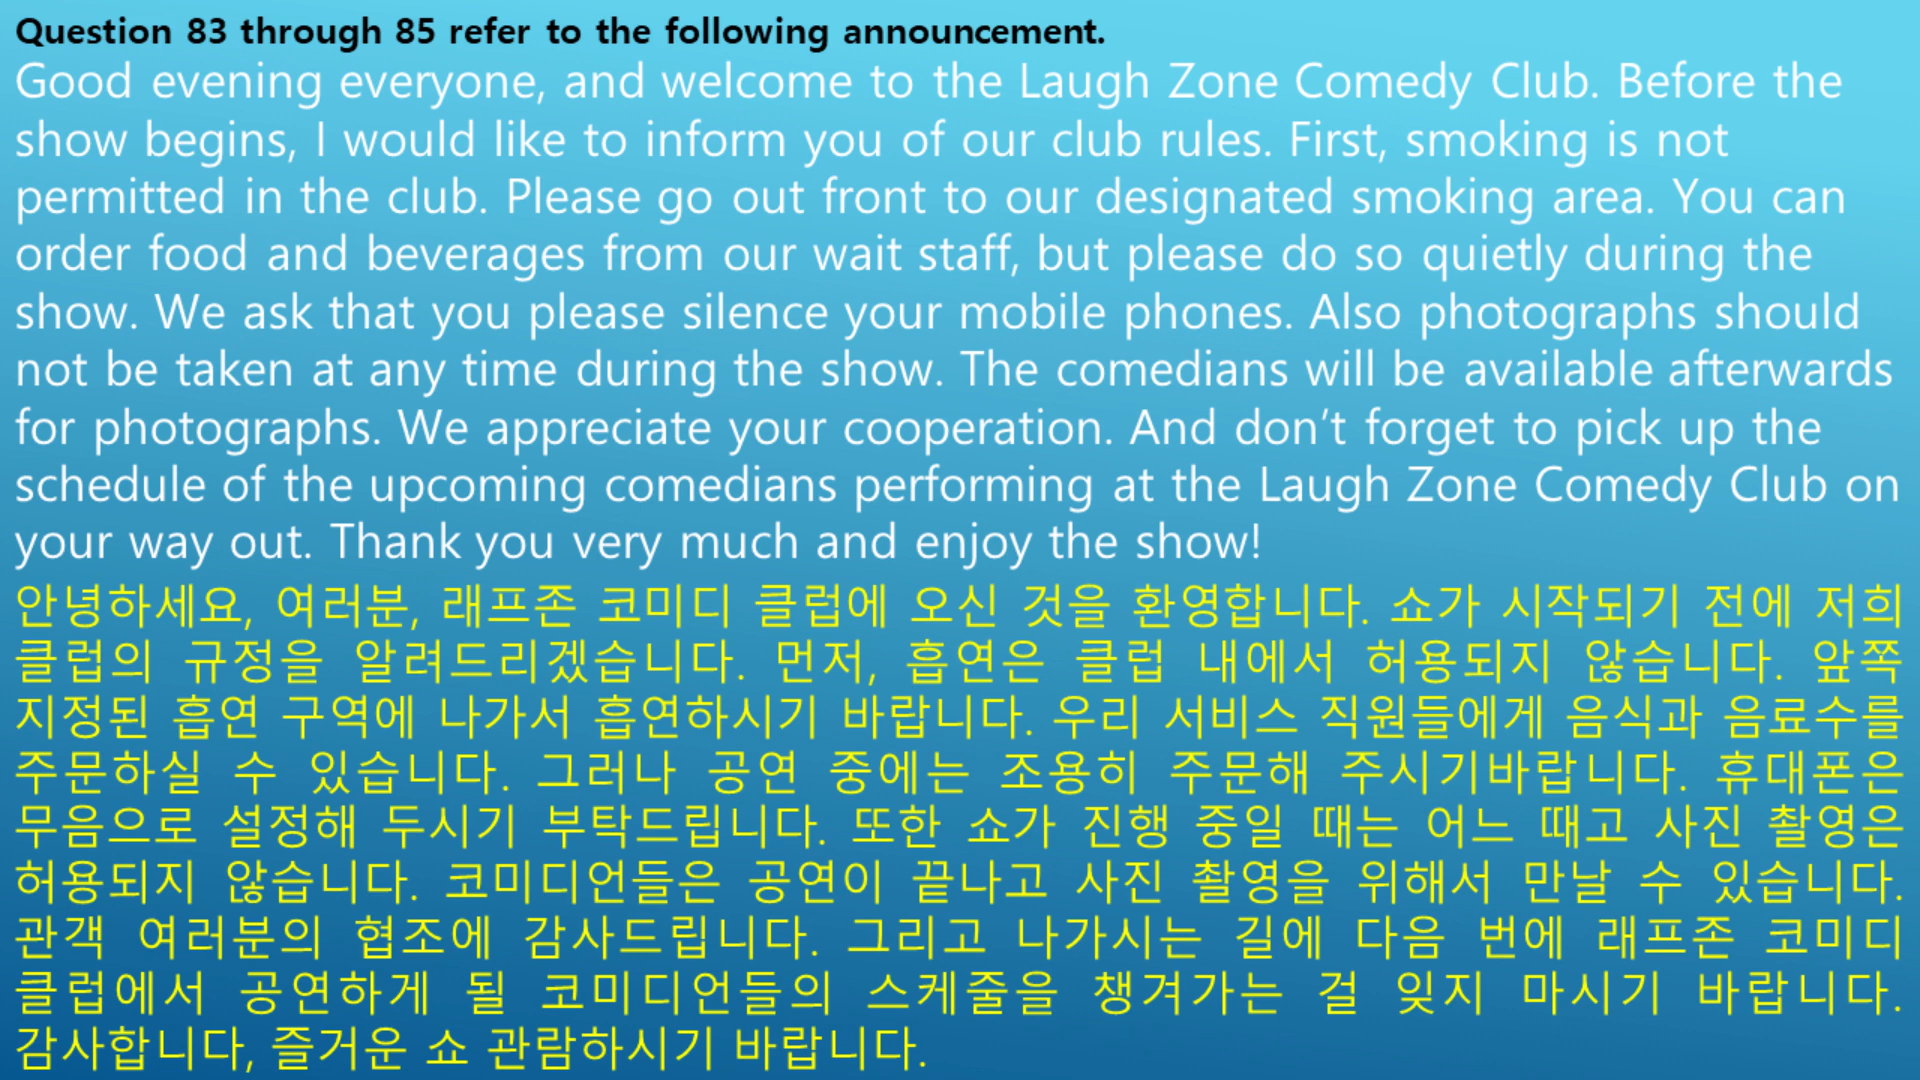 Question 83 through 85 refer to the following announcement.
Good evening everyone, and welcome to the Laugh Zone Comedy Club. Before the
show begins, I would like to inform you of our club rules. First, smoking is not
permitted in the club. Please go out front to our designated smoking area. You can
order food and beverages from our wait staff, but please do so quietly during the
show. We ask that you please silence your mobile phones. Also photographs should
not be taken at any time during the show. The comedians will be available afterwards
for photographs. We appreciate your cooperation. And don’t forget to pick up the
schedule of the upcoming comedians performing at the Laugh Zone Comedy Club on
your way out. Thank you very much and enjoy the show!
안녕하세요, 여러분, 래프존 코미디 클럽에 오신 것을 환영합니다. 쇼가 시작되기 전에 저희
클럽의 규정을 알려드리겠습니다. 먼저, 흡연은 클럽 내에서 허용되지 않습니다. 앞쪽
지정된 흡연 구역에 나가서 흡연하시기 바랍니다. 우리 서비스 직원들에게 음식과 음료수를
주문하실 수 있습니다. 그러나 공연 중에는 조용히 주문해 주시기바랍니다. 휴대폰은
무음으로 설정해 두시기 부탁드립니다. 또한 쇼가 진행 중일 때는 어느 때고 사진 촬영은
허용되지 않습니다. 코미디언들은 공연이 끝나고 사진 촬영을 위해서 만날 수 있습니다.
관객 여러분의 협조에 감사드립니다. 그리고 나가시는 길에 다음 번에 래프존 코미디
클럽에서 공연하게 될 코미디언들의 스케줄을 챙겨가는 걸 잊지 마시기 바랍니다.
감사합니다, 즐거운 쇼 관람하시기 바랍니다.